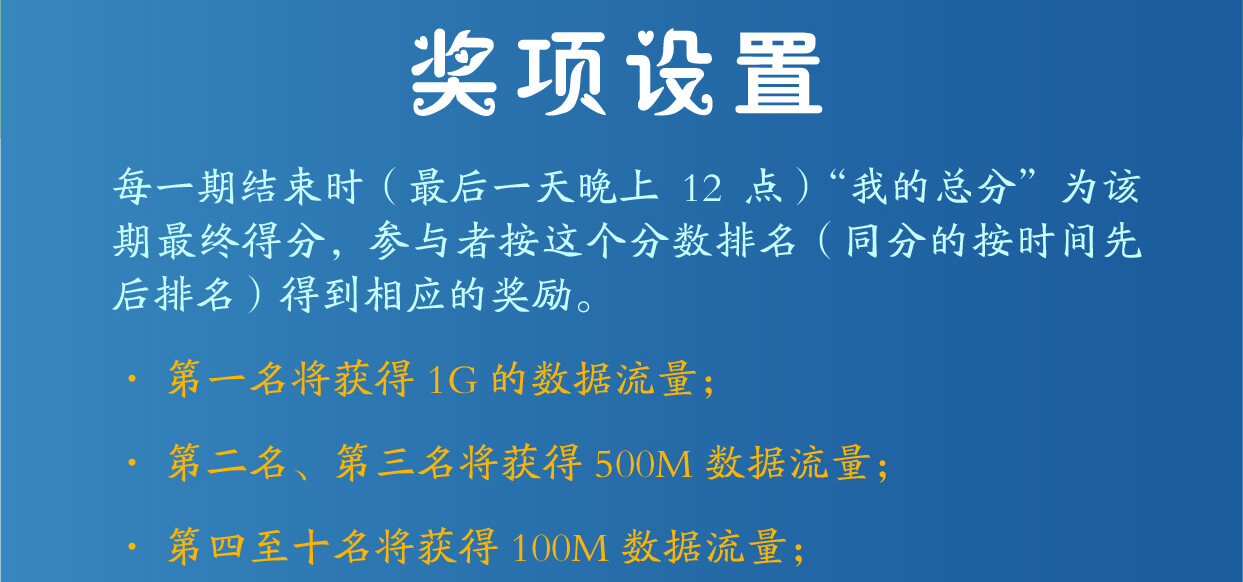 奖项设置
每一期结束时（最后一天晚上 12 点）“我的总分”为该
期最终得分，参与者按这个分数排名（同分的按时间先
后排名）得到相应的奖励。
· 第一名将获得 1G 的数据流量；
· 第二名、第三名将获得 500M 数据流量；
· 第四至十名将获得 100M 数据流量；